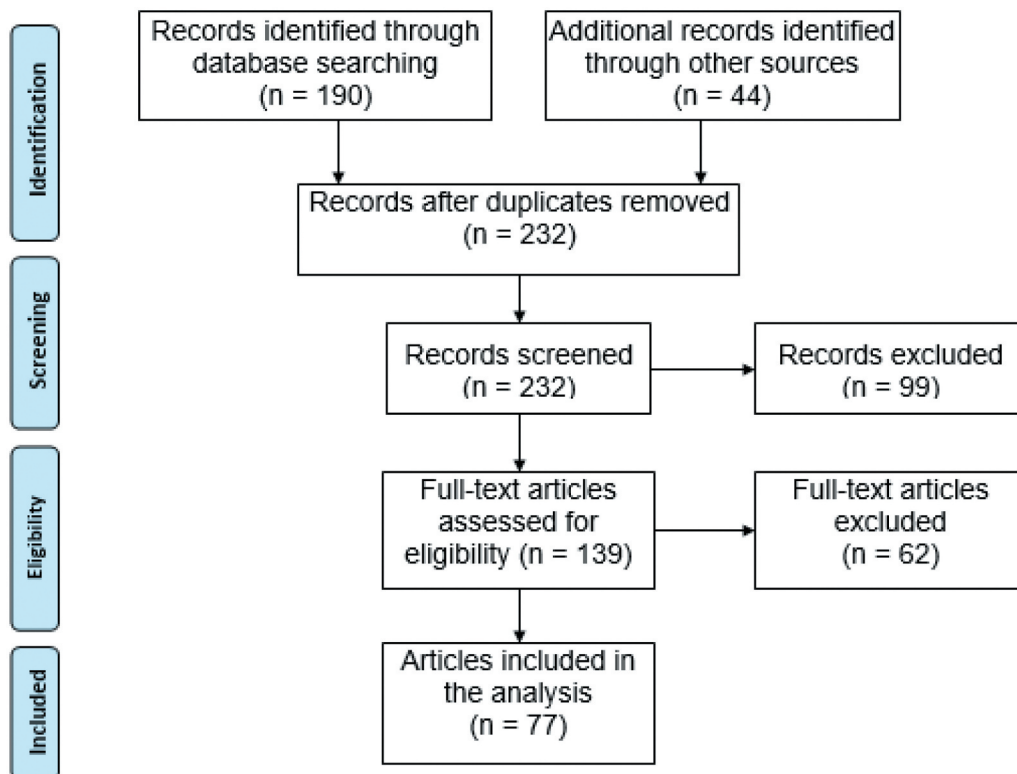 Identification
Records identified through
database searching
(n = 190)
Additional records identified
through other sources
(n = 44)
Records after duplicates removed
(n = 232)
Screening
Records screened
(n = 232)
Records excluded
(n = 99)
Eligibility
Full-text articles
assessed for
eligibility (n = 139)
Full-text articles
excluded
(n = 62)
Included
Articles included in
the analysis
(n = 77)